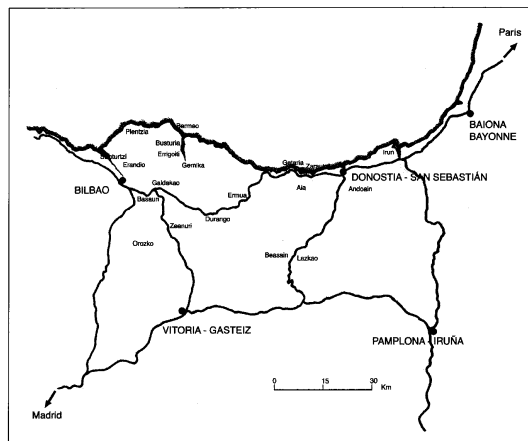 Paris
BAIONA
BAYONNE
Plentzia
Bermeo
Busturia
Errigoiti
Gernika
Erandio
BILBAO
Basauri
Galdakao
Zeanuri
Orozko
Durango
Ermua
Getaria
Zarautz
Aia
Irun
DONOSTIA - SAN SEBASTIÁN
Andoain
Beasain
Lazkao
VITORIA - GASTEIZ
PAMPLONA - IRUÑA
0 15 30
Km
Madrid